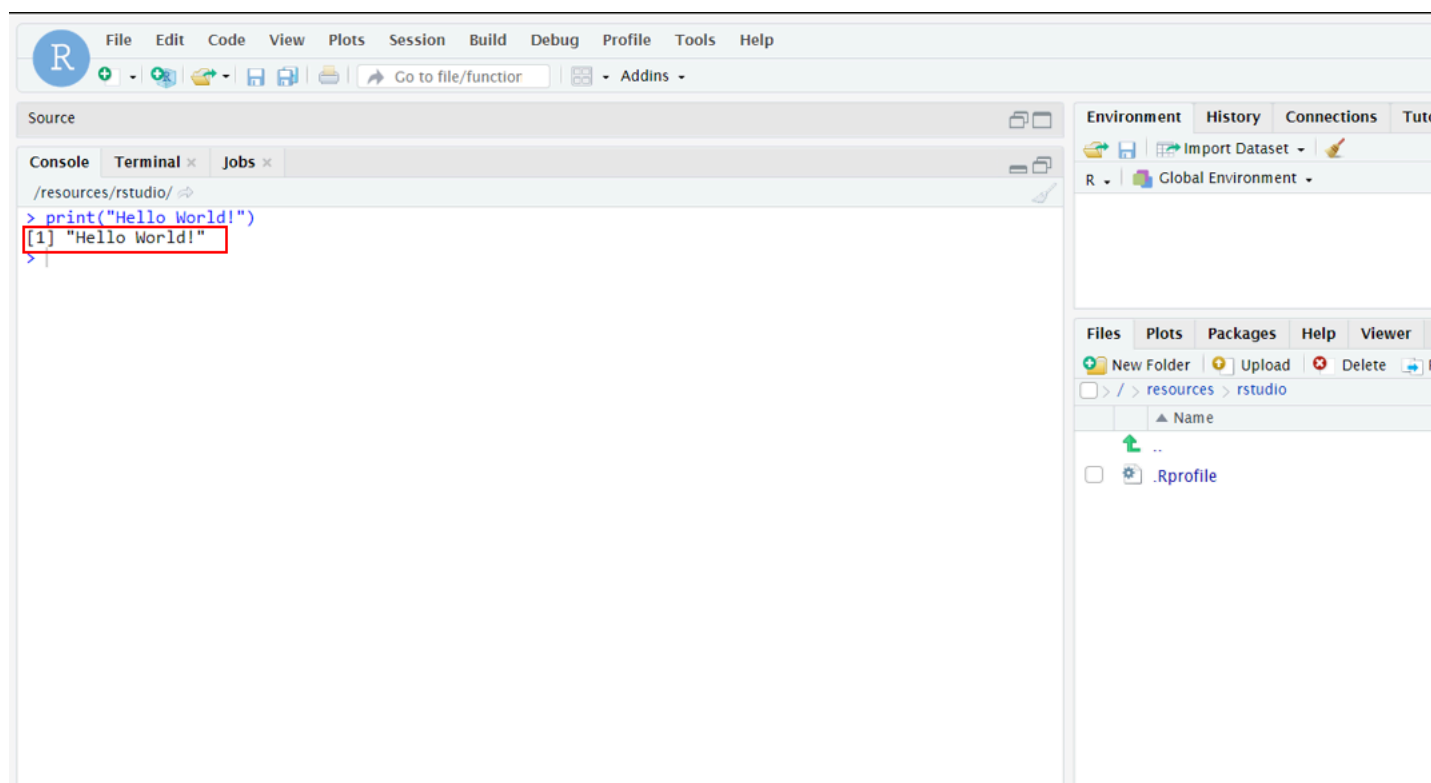 R
File Edit Code View Plots Session Build Debug Profile Tools Help
R Go to file/function Addins
Source
Console Terminal × Jobs ×
/resources/rstudio/
> print("Hello World!")
[1] "Hello World!"
>
Environment History Connections Tuto
Import Dataset
R Global Environment
Files Plots Packages Help Viewer
New Folder Upload Delete
> / > resources > rstudio
Name
..
.Rprofile